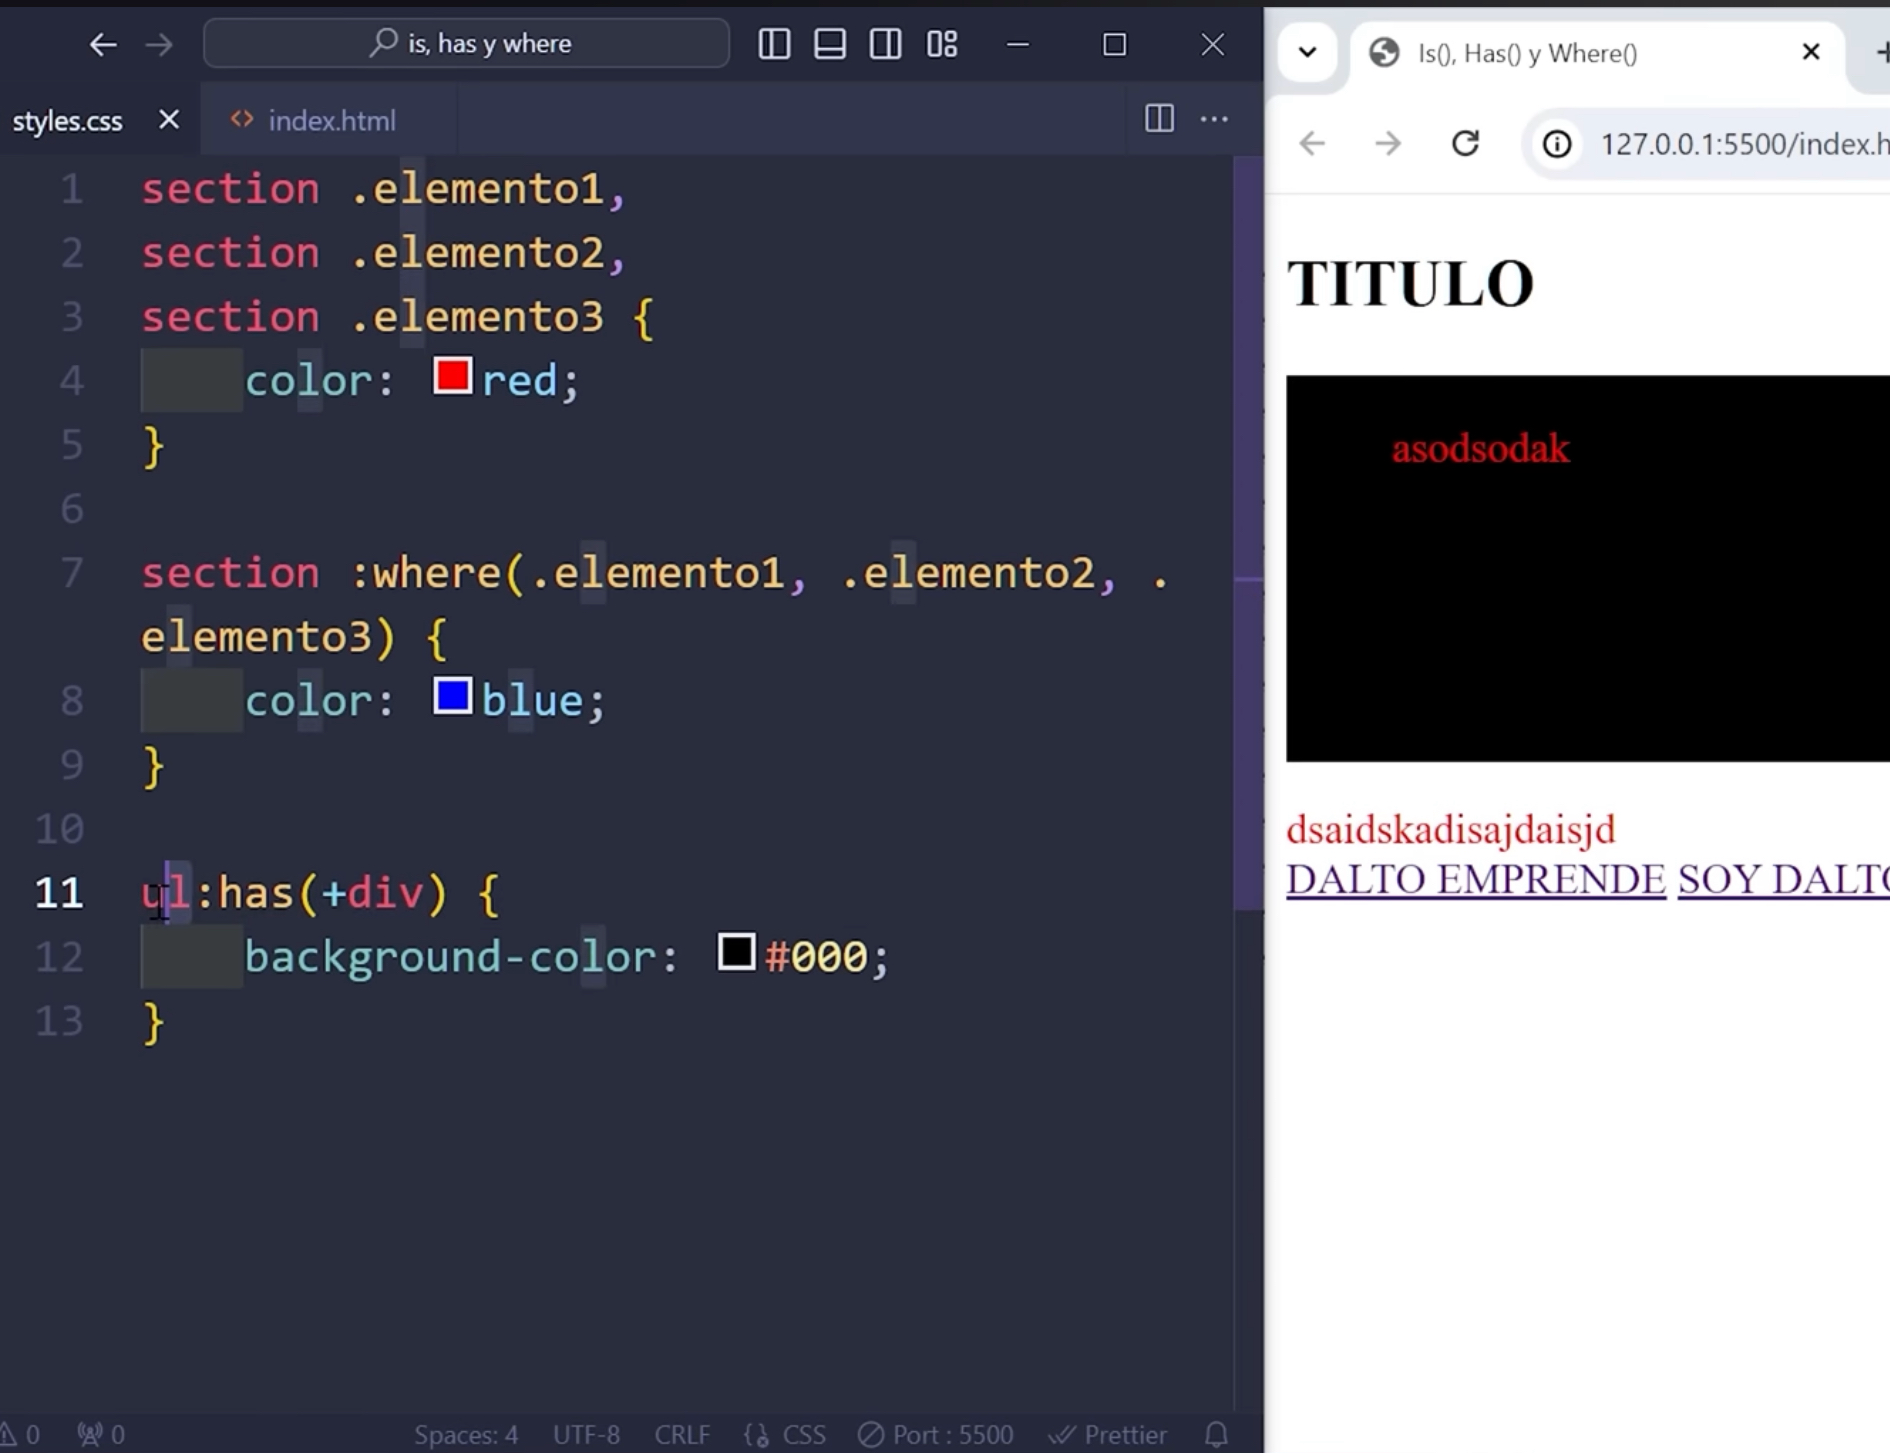 is, has y where
styles.css
index.html
1 section .elemento1,
2 section .elemento2,
3 section .elemento3 {
4 color: red;
5 }
6
7 section :where(.elemento1, .elemento2, .
elemento3) {
8 color: blue;
9 }
10
11 ul:has(+div) {
12 background-color: #000;
13 }
0 0 Spaces: 4 UTF-8 CRLF CSS Port : 5500 Prettier
Is(), Has() y Where()
127.0.0.1:5500/index.h
TITULO
asodsodak
dsaidskadisajdaisjd
DALTO EMPRENDE SOY DALTO